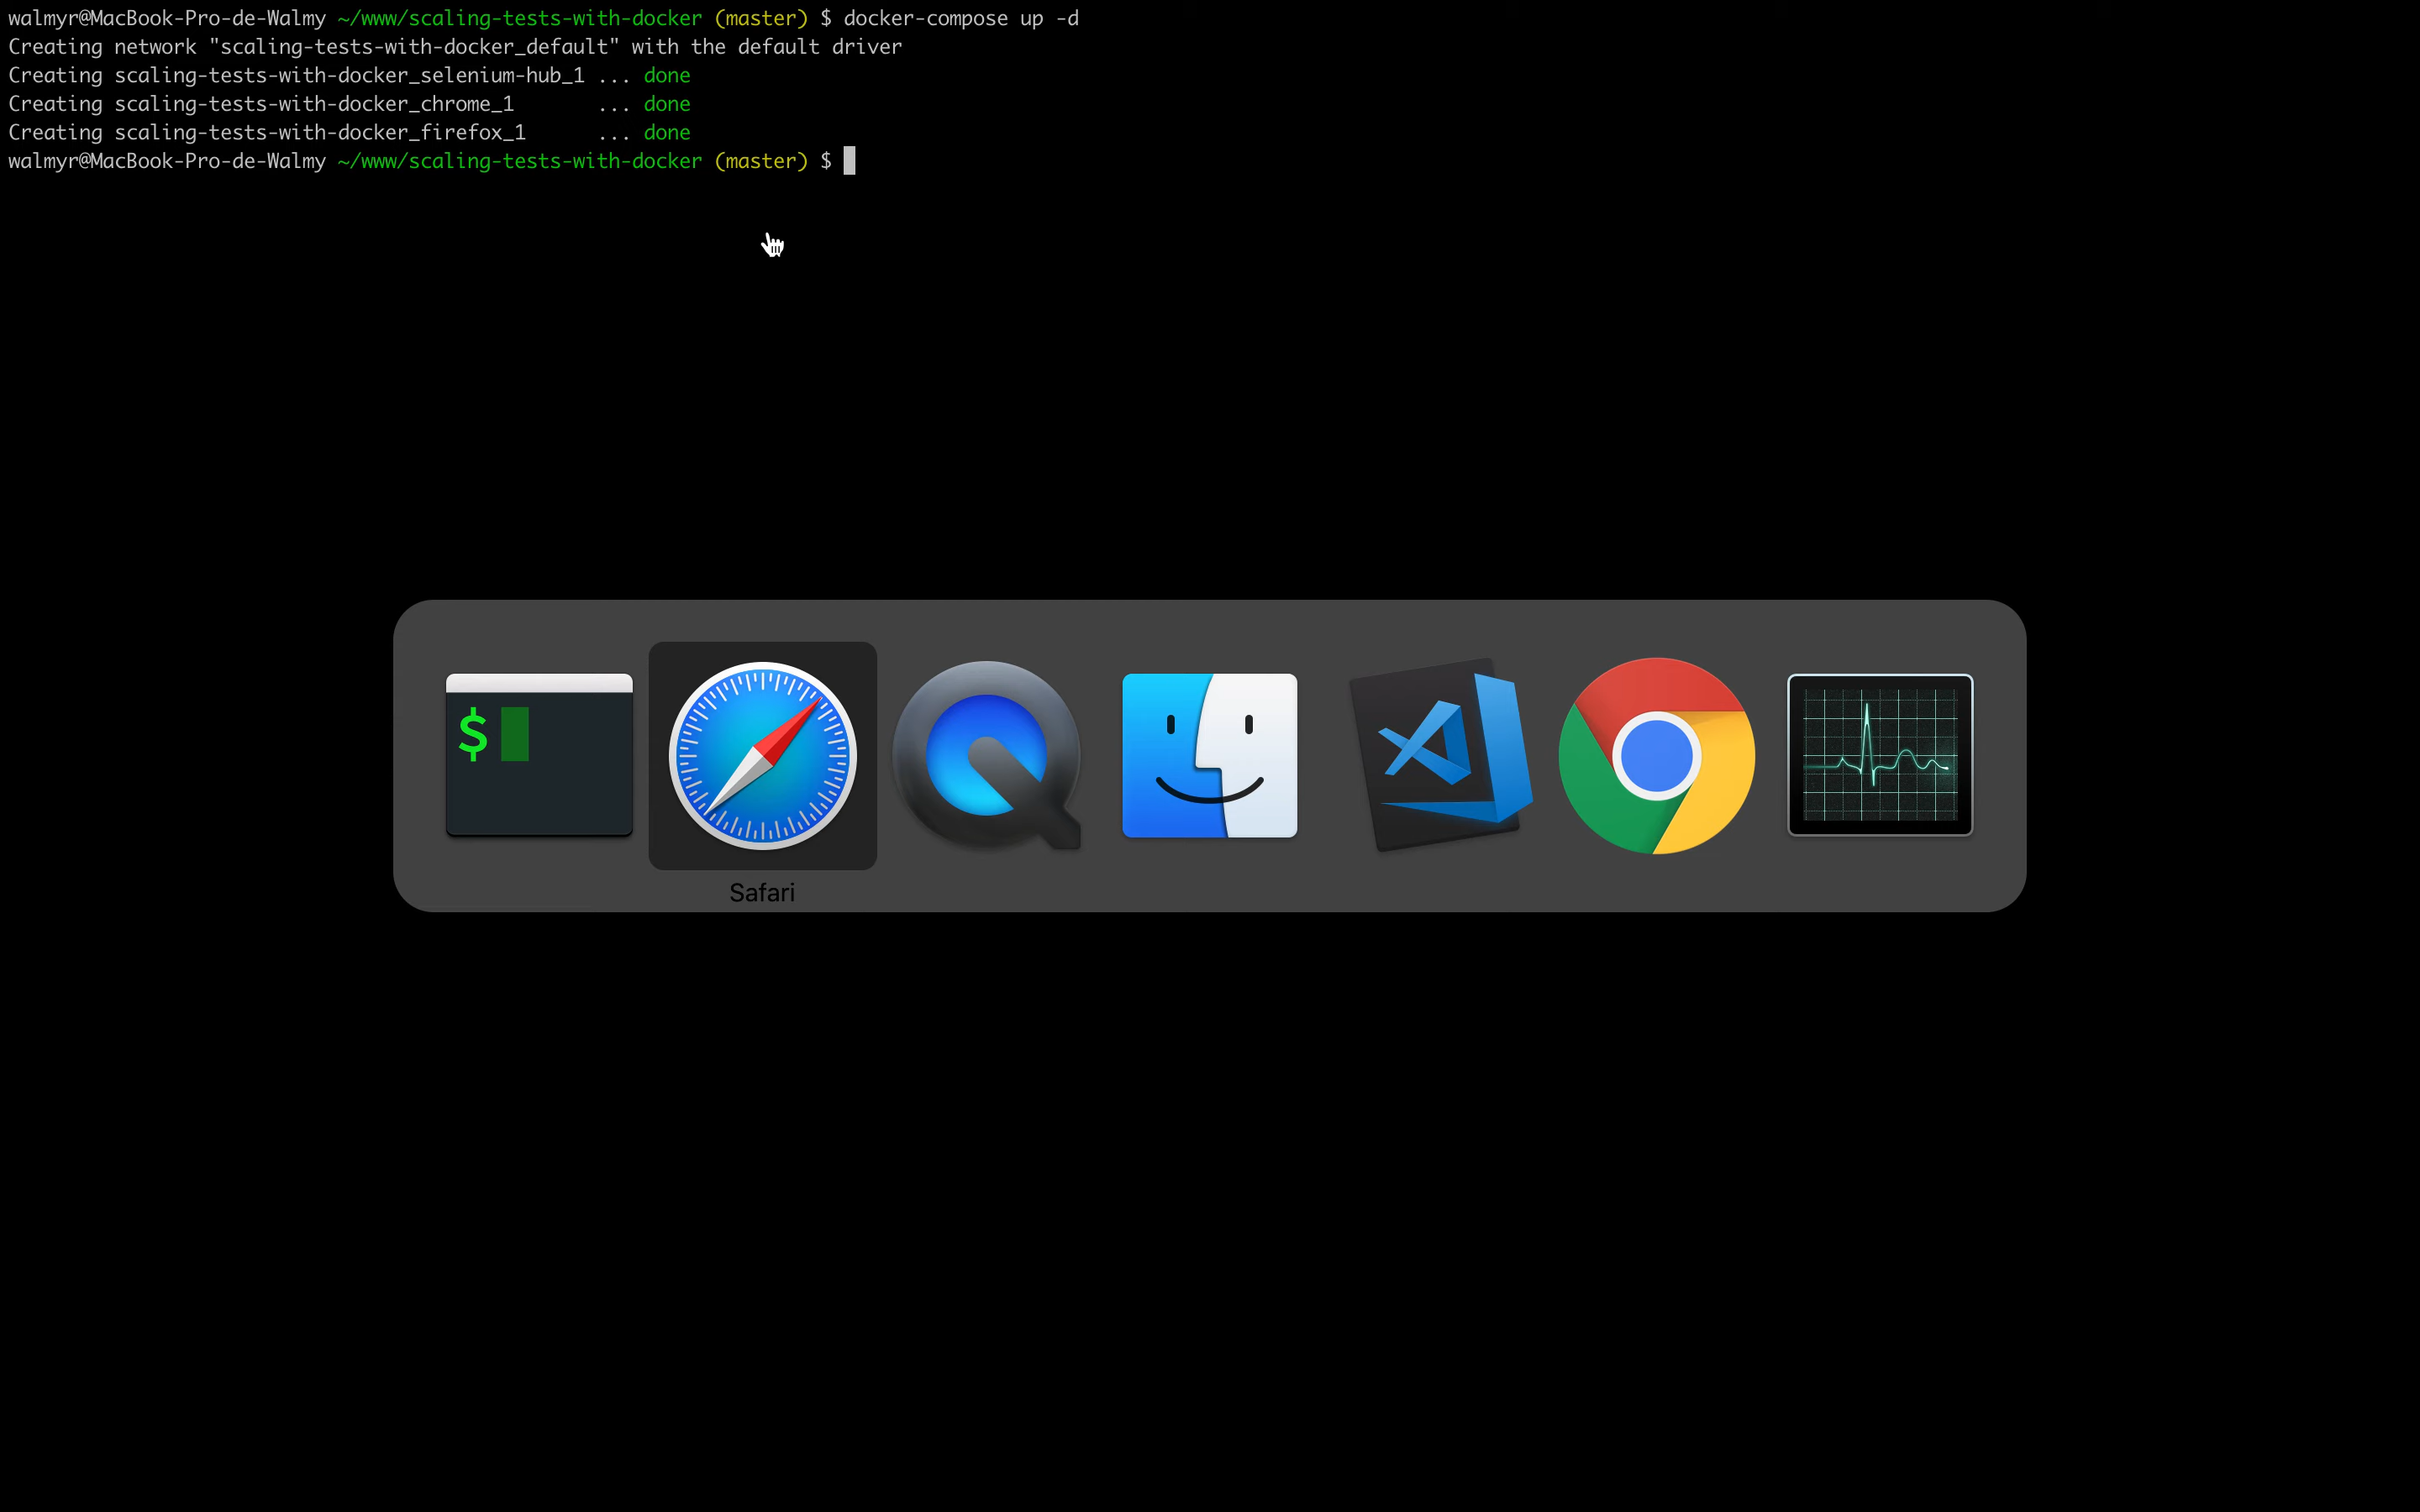 walmyr@MacBook-Pro-de-Walmy ~/www/scaling-tests-with-docker (master) $ docker-compose up -d
Creating network "scaling-tests-with-docker_default" with the default driver
Creating scaling-tests-with-docker_selenium-hub_1 ... done
Creating scaling-tests-with-docker_chrome_1       ... done
Creating scaling-tests-with-docker_firefox_1      ... done
walmyr@MacBook-Pro-de-Walmy ~/www/scaling-tests-with-docker (master) $
$
Safari